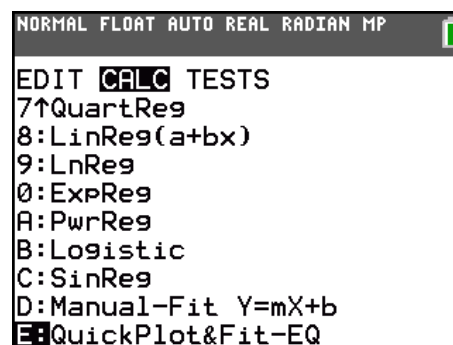 NORMAL FLOAT AUTO REAL RADIAN MP
EDIT CALC TESTS
7↑QuartReg
8:LinReg(a+bx)
9:LnReg
0:ExpReg
A:PwrReg
B:Logistic
C:SinReg
D:Manual-Fit Y=mX+b
E:QuickPlot&Fit-EQ